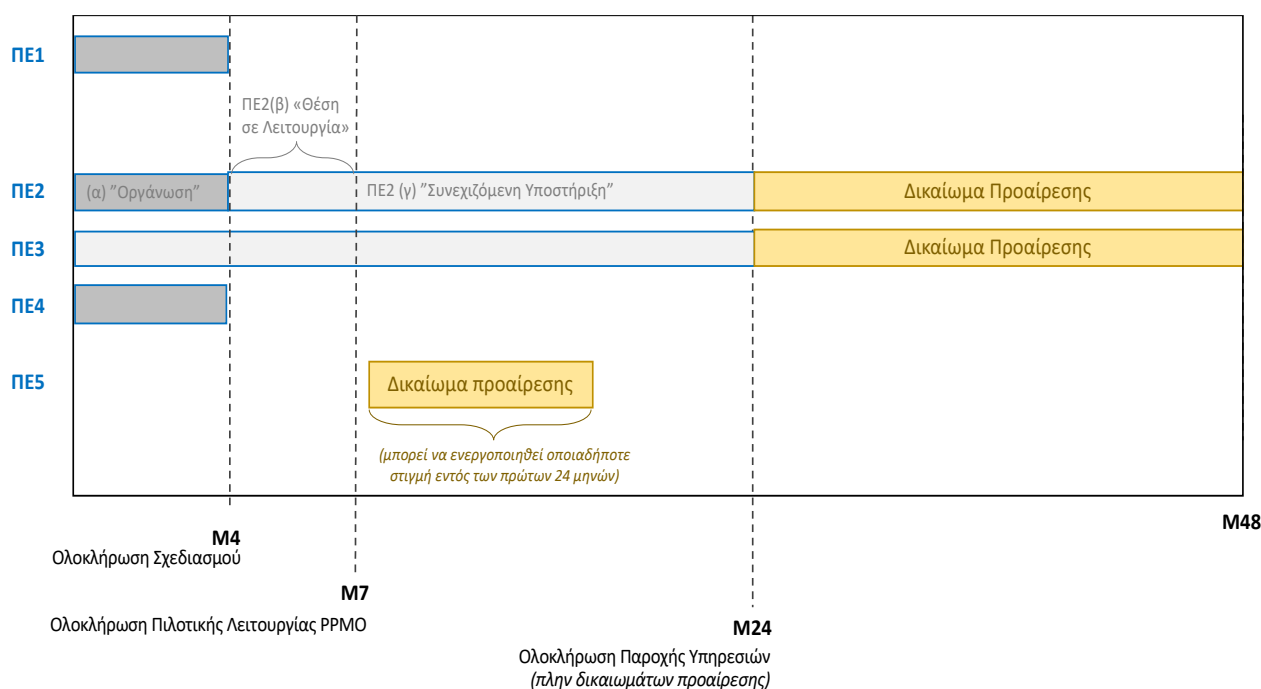 ΠΕ1
ΠΕ2(β) «Θέση
σε Λειτουργία»
ΠΕ2
(α) ”Οργάνωση”
ΠΕ2 (γ) ”Συνεχιζόμενη Υποστήριξη”
Δικαίωμα Προαίρεσης
ΠΕ3
Δικαίωμα Προαίρεσης
ΠΕ4
ΠΕ5
Δικαίωμα προαίρεσης
(μπορεί να ενεργοποιηθεί οποιαδήποτε
στιγμή εντός των πρώτων 24 μηνών)
M4
Ολοκλήρωση Σχεδιασμού
M48
M7
Ολοκλήρωση Πιλοτικής Λειτουργίας PPMO
M24
Ολοκλήρωση Παροχής Υπηρεσιών
(πλην δικαιωμάτων προαίρεσης)